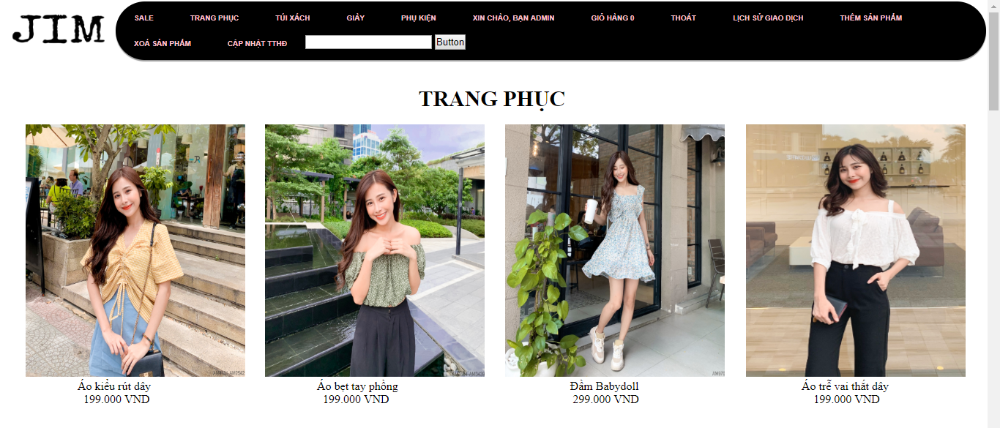 JIM
SALE TRANG PHỤC TÚI XÁCH GIÀY PHỤ KIỆN XIN CHÀO, BẠN ADMIN GIỎ HÀNG 0 THOÁT LỊCH SỬ GIAO DỊCH THÊM SẢN PHẨM
XOÁ SẢN PHẨM CẬP NHẬT TTHĐ Button
TRANG PHỤC
Áo kiểu rút dây
199.000 VND
Áo bẹt tay phồng
199.000 VND
Đầm Babydoll
299.000 VND
Áo trễ vai thắt dây
199.000 VND